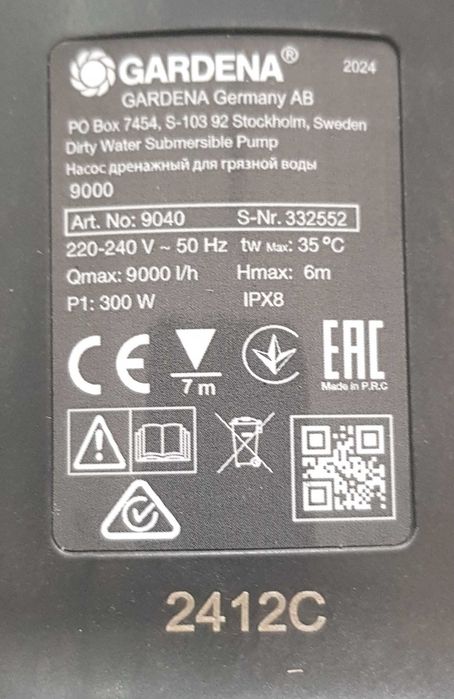 GARDENA® 2024
GARDENA Germany AB
PO Box 7454, S-103 92 Stockholm, Sweden
Dirty Water Submersible Pump
Насос дренажный для грязной воды
9000
Art. No: 9040 S-Nr. 332552
220-240 V ~ 50 Hz tw Max: 35 °C
Qmax: 9000 l/h Hmax: 6m
P1: 300 W IPX8
CE 7 m EAC
Made in P.R.C
2412C